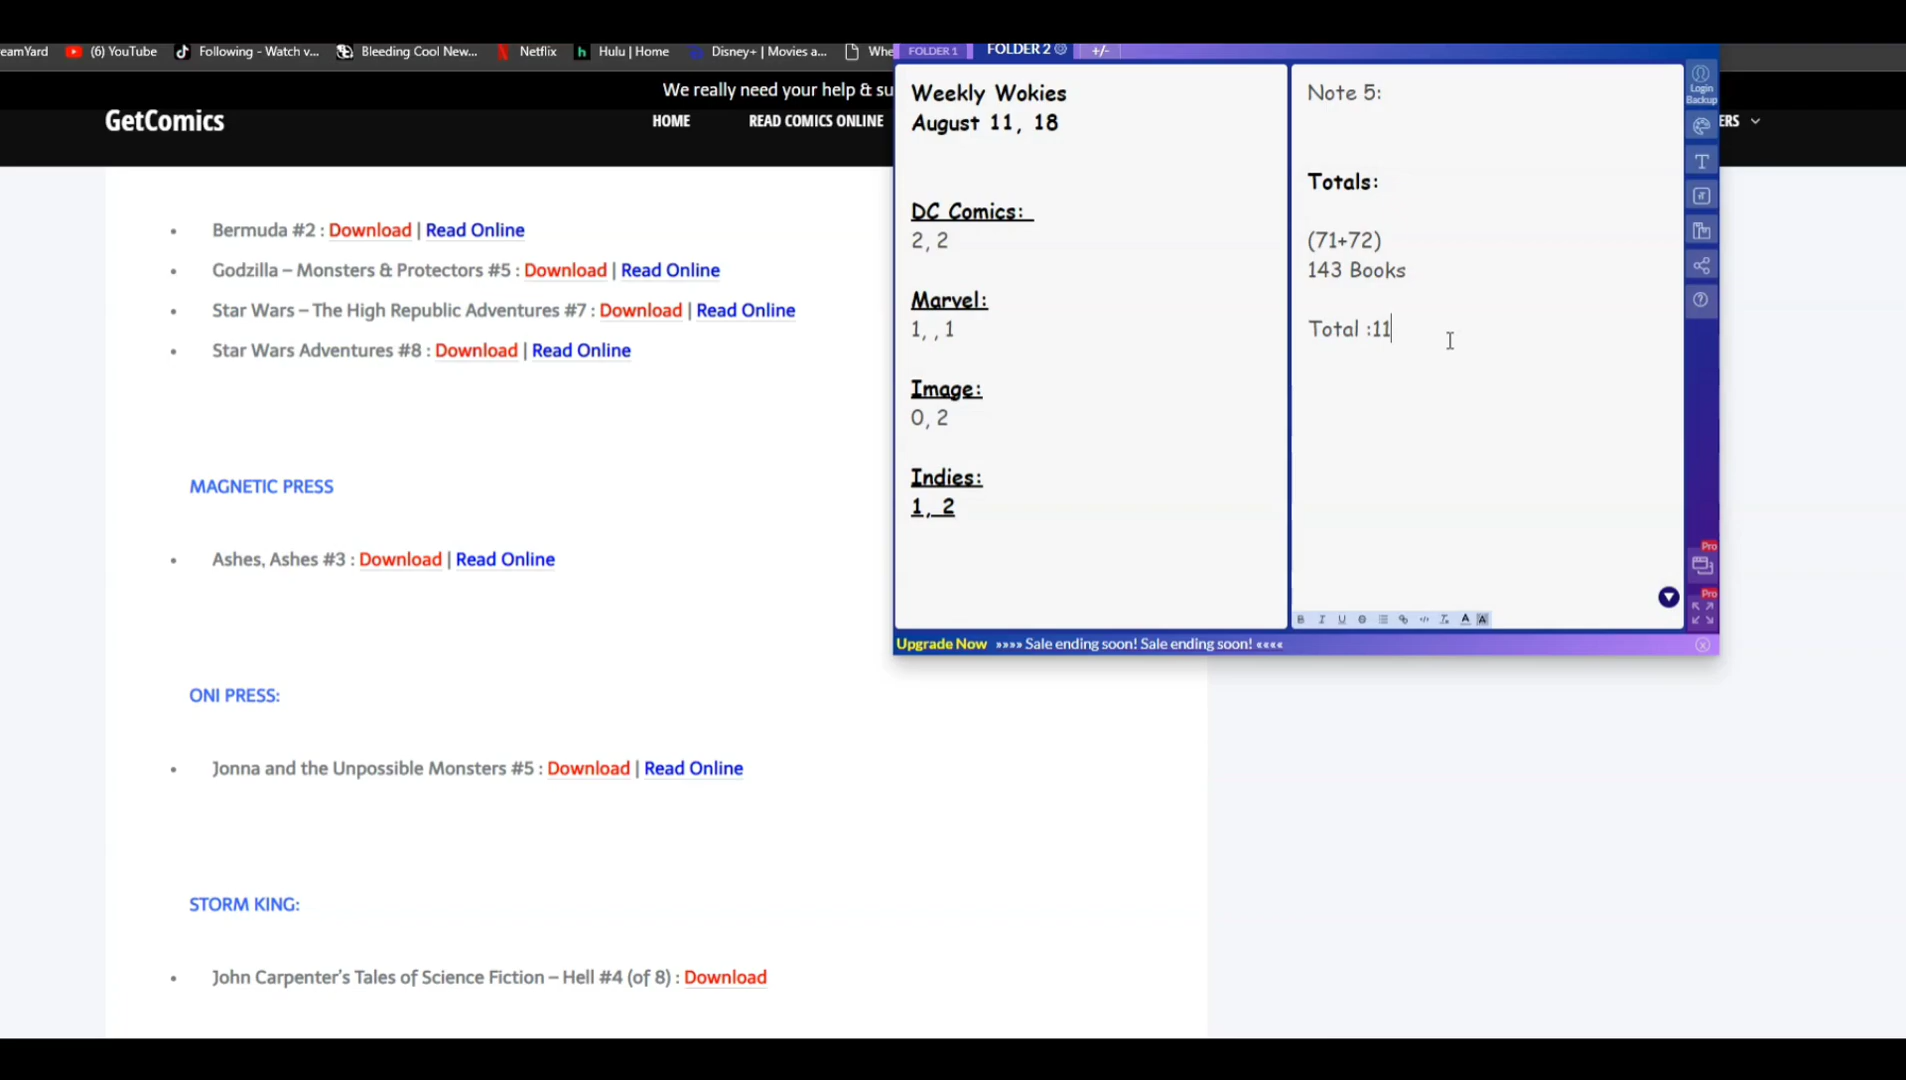 eamYard (6) YouTube Following - Watch v... Bleeding Cool New... Netflix Hulu | Home Disney+ | Movies a... Whe
We really need your help & su
GetComics HOME READ COMICS ONLINE ERS
Bermuda #2 : Download | Read Online
Godzilla – Monsters & Protectors #5 : Download | Read Online
Star Wars – The High Republic Adventures #7 : Download | Read Online
Star Wars Adventures #8 : Download | Read Online
MAGNETIC PRESS
Ashes, Ashes #3 : Download | Read Online
ONI PRESS:
Jonna and the Unpossible Monsters #5 : Download | Read Online
STORM KING:
John Carpenter's Tales of Science Fiction – Hell #4 (of 8) : Download
FOLDER 1 FOLDER 2 +/-
Weekly Wokies
August 11, 18
DC Comics:
2, 2
Marvel:
1, , 1
Image:
0, 2
Indies:
1, 2
Note 5:
Totals:
(71+72)
143 Books
Total :11
Login
Backup
Pro
Pro
Upgrade Now »»»» Sale ending soon! Sale ending soon! ««««